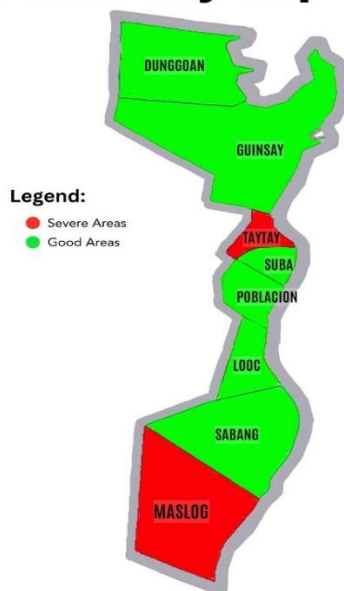 DUNGGOAN
GUINSAY
Legend:
Severe Areas
Good Areas
TAYTAY
SUBA
POBLACION
LOOC
SABANG
MASLOG